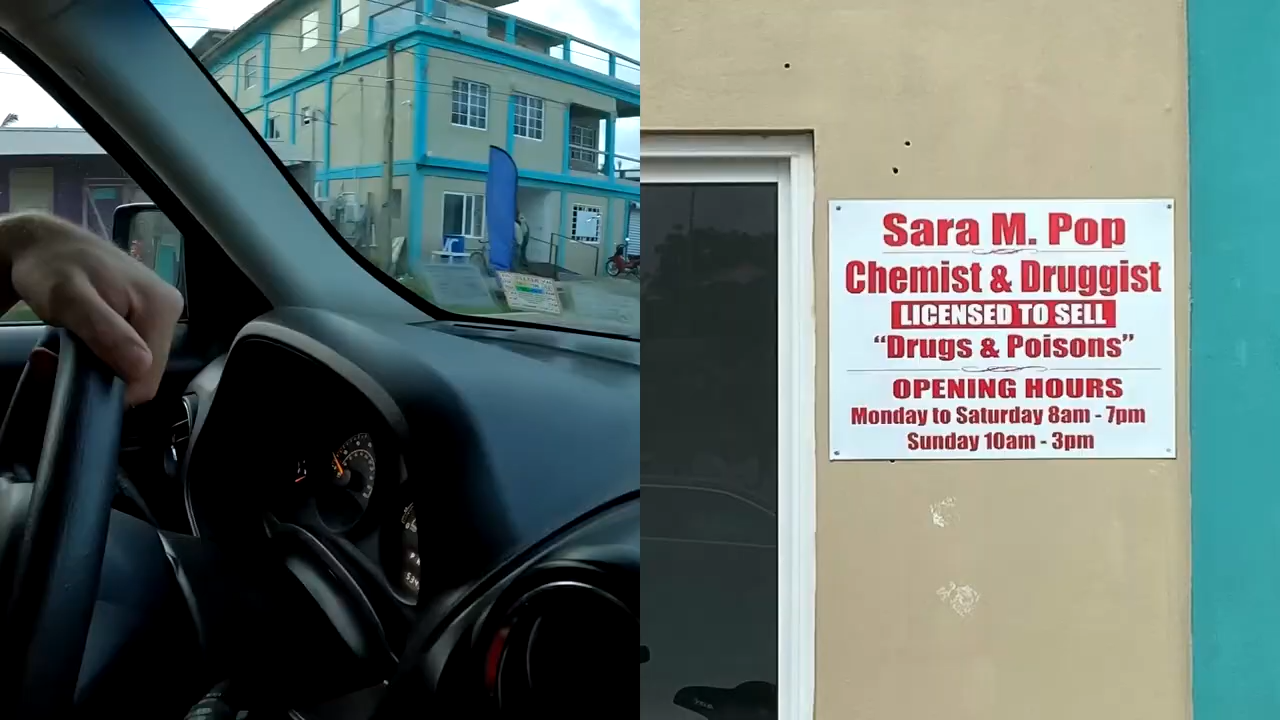 Sara M. Pop
Chemist & Druggist
LICENSED TO SELL
“Drugs & Poisons”
OPENING HOURS
Monday to Saturday 8am - 7pm
Sunday 10am - 3pm